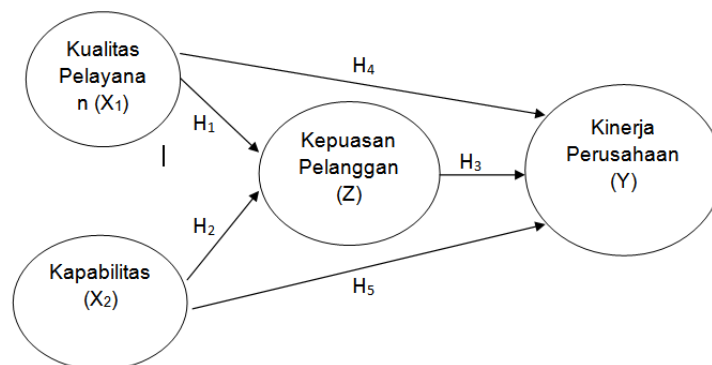 Kualitas
Pelayana
n (X₁)
H₄
H₁
Kepuasan
Pelanggan
(Z)
H₃
Kinerja
Perusahaan
(Y)
H₂
Kapabilitas
(X₂)
H₅